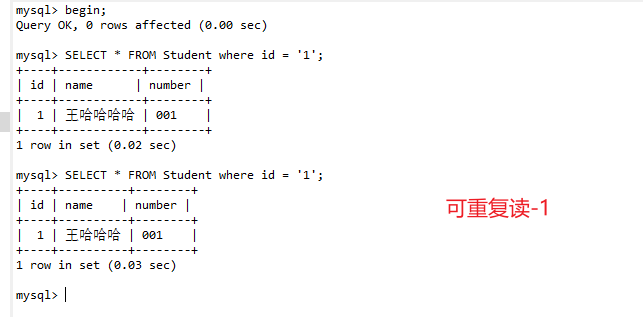 mysql> begin;
Query OK, 0 rows affected (0.00 sec)
mysql> SELECT * FROM Student where id = '1';
+----+------------+--------+
| id | name      | number |
+----+------------+--------+
|  1 | 王哈哈哈哈 | 001    |
+----+------------+--------+
1 row in set (0.02 sec)
mysql> SELECT * FROM Student where id = '1';
+----+----------+--------+
| id | name    | number |
+----+----------+--------+
|  1 | 王哈哈哈 | 001    |
+----+----------+--------+
1 row in set (0.03 sec)
可重复读-1
mysql>